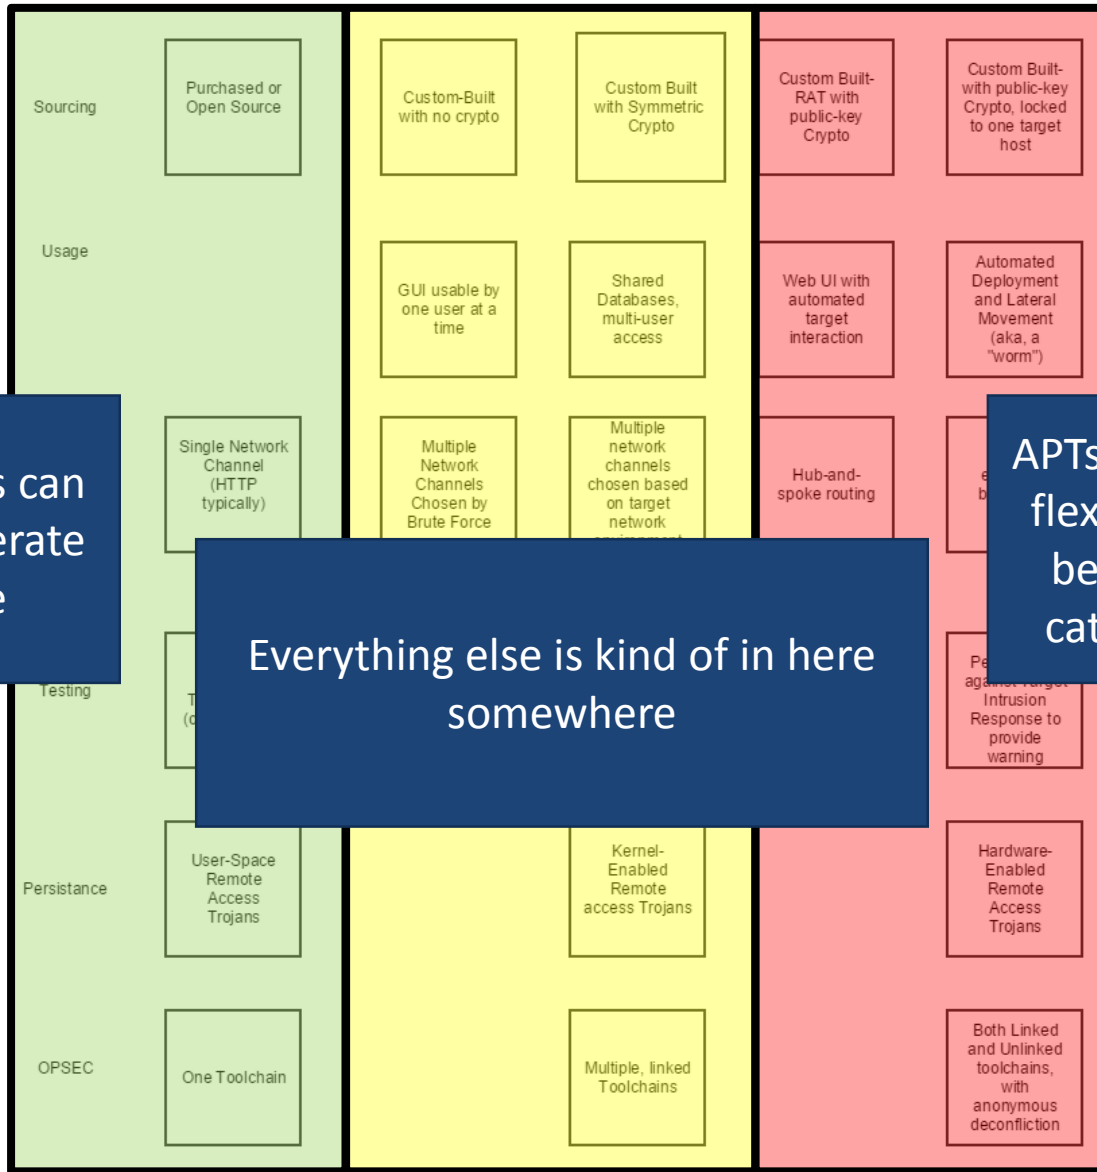 Sourcing
Purchased or
Open Source
Custom-Built
with no crypto
Custom Built
with Symmetric
Crypto
Custom Built-
RAT with
public-key
Crypto
Custom Built-
with public-key
Crypto, locked
to one target
host
Usage
GUI usable by
one user at a
time
Shared
Databases,
multi-user
access
Web UI with
automated
target
interaction
Automated
Deployment
and Lateral
Movement
(aka, a
"worm")
Single Network
Channel
(HTTP
typically)
Multiple
Network
Channels
Chosen by
Brute Force
Multiple
network
channels
chosen based
on target
network
Hub-and-
spoke routing
can
APTs
Everything else is kind of in here
somewhere
Testing
against Target
Intrusion
Response to
provide
warning
Persistance
User-Space
Remote
Access
Trojans
Kernel-
Enabled
Remote
access Trojans
Hardware-
Enabled
Remote
Access
Trojans
OPSEC
One Toolchain
Multiple, linked
Toolchains
Both Linked
and Unlinked
toolchains,
with
anonymous
deconfliction